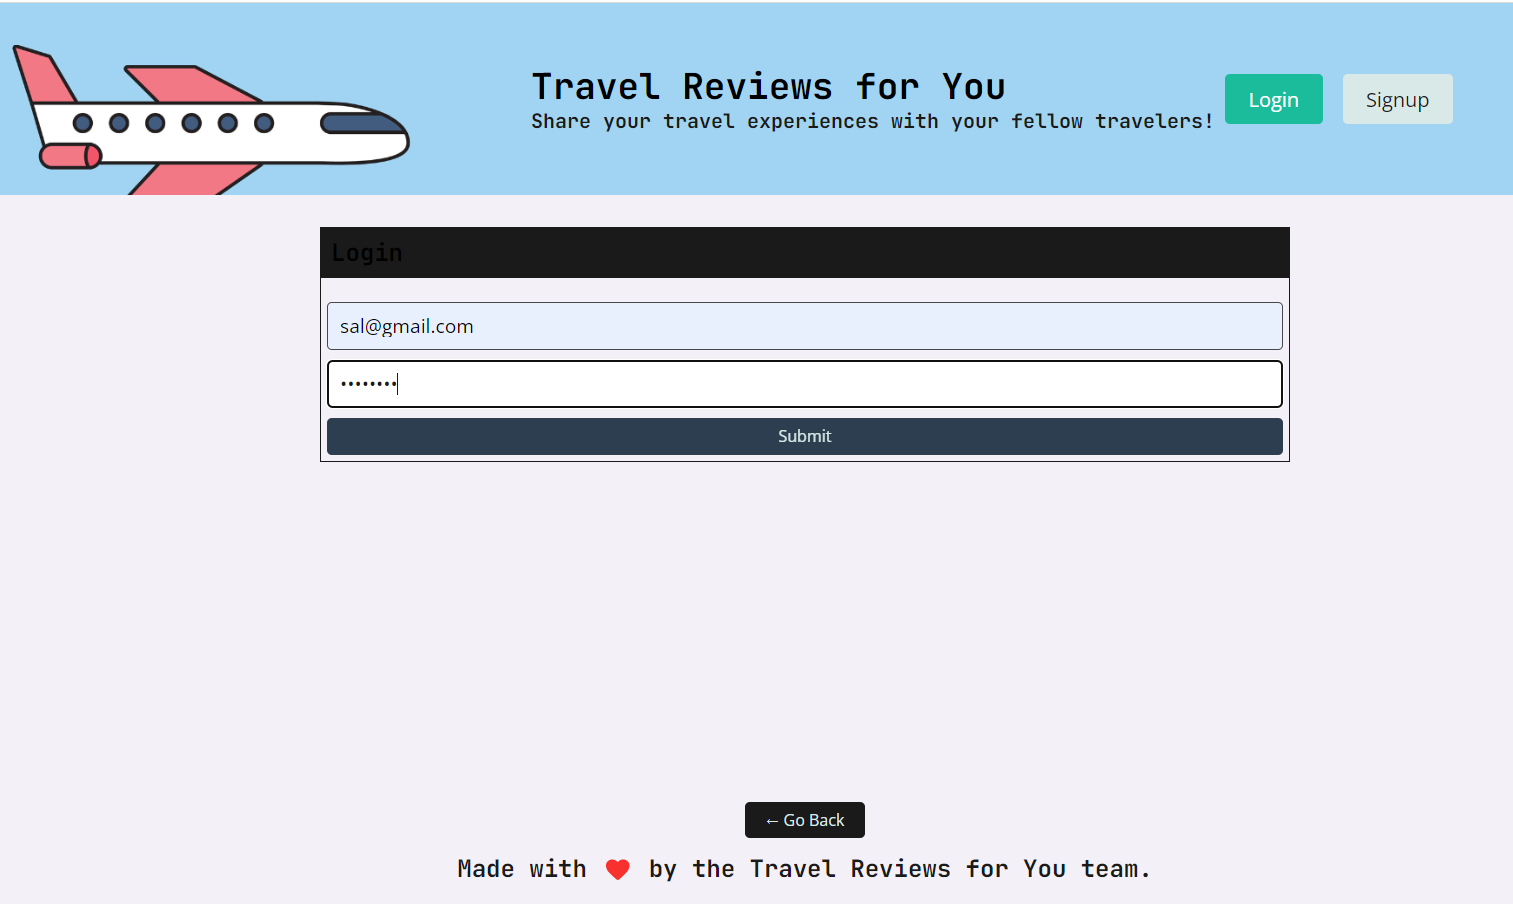 Travel Reviews for You
Share your travel experiences with your fellow travelers!
Login
Signup
Login
sal@gmail.com
••••••••
Submit
← Go Back
Made with ❤ by the Travel Reviews for You team.